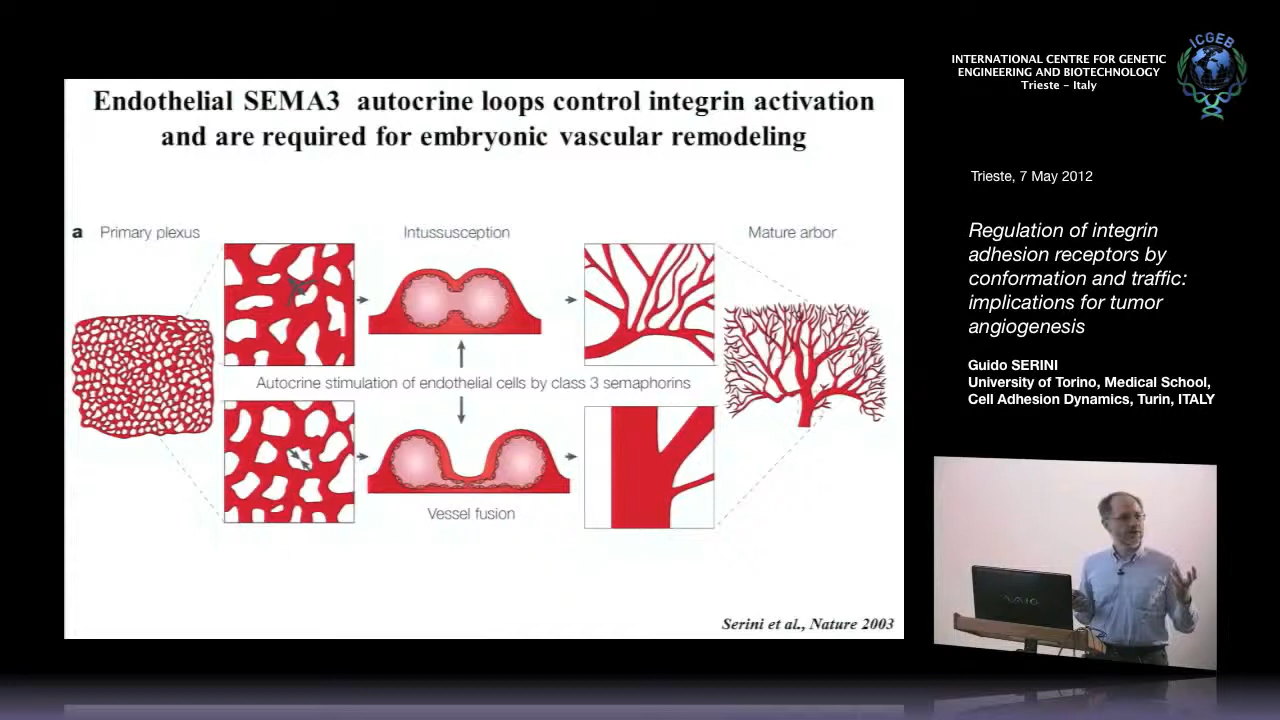 Endothelial SEMA3 autocrine loops control integrin activation
and are required for embryonic vascular remodeling
a Primary plexus
Intussusception
Mature arbor
Autocrine stimulation of endothelial cells by class 3 semaphorins
Vessel fusion
Serini et al., Nature 2003
INTERNATIONAL CENTRE FOR GENETIC
ENGINEERING AND BIOTECHNOLOGY
Trieste - Italy
ICGEB
Trieste, 7 May 2012
Regulation of integrin
adhesion receptors by
conformation and traffic:
implications for tumor
angiogenesis
Guido SERINI
University of Torino, Medical School,
Cell Adhesion Dynamics, Turin, ITALY
VAIO